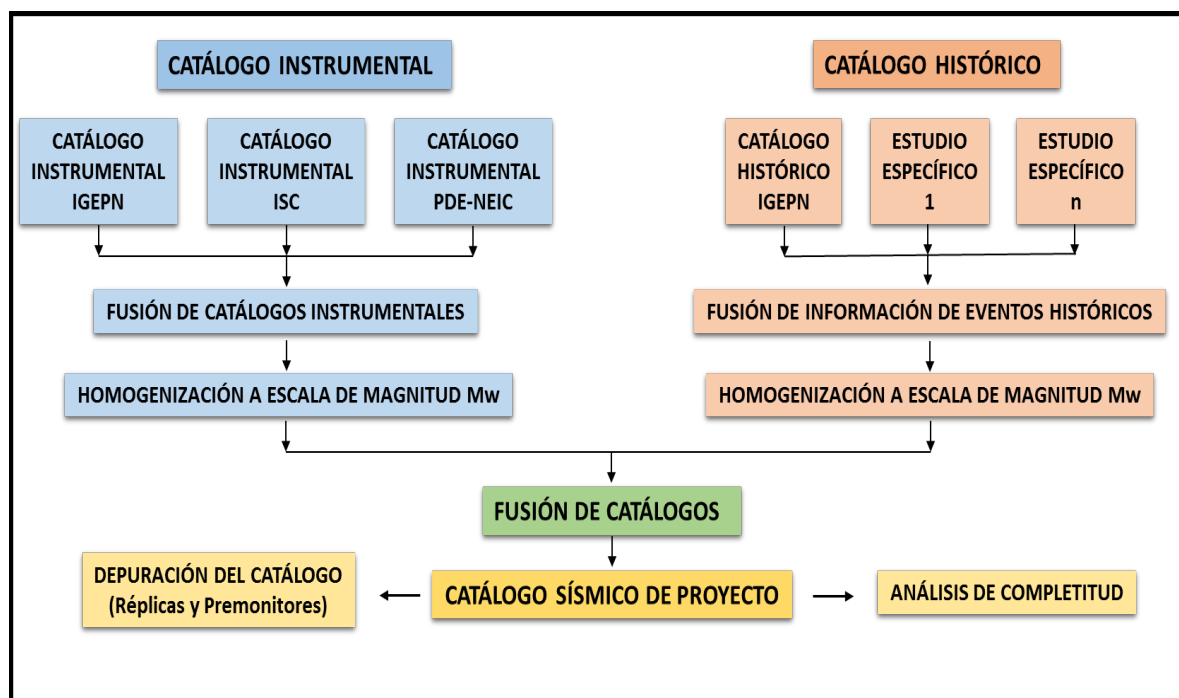 CATÁLOGO INSTRUMENTAL
CATÁLOGO HISTÓRICO
CATÁLOGO
INSTRUMENTAL
IGEPN
CATÁLOGO
INSTRUMENTAL
ISC
CATÁLOGO
INSTRUMENTAL
PDE-NEIC
CATÁLOGO
HISTÓRICO
IGEPN
ESTUDIO
ESPECÍFICO
1
ESTUDIO
ESPECÍFICO
n
FUSIÓN DE CATÁLOGOS INSTRUMENTALES
FUSIÓN DE INFORMACIÓN DE EVENTOS HISTÓRICOS
HOMOGENIZACIÓN A ESCALA DE MAGNITUD Mw
HOMOGENIZACIÓN A ESCALA DE MAGNITUD Mw
FUSIÓN DE CATÁLOGOS
DEPURACIÓN DEL CATÁLOGO
(Réplicas y Premonitores)
CATÁLOGO SÍSMICO DE PROYECTO
ANÁLISIS DE COMPLETITUD